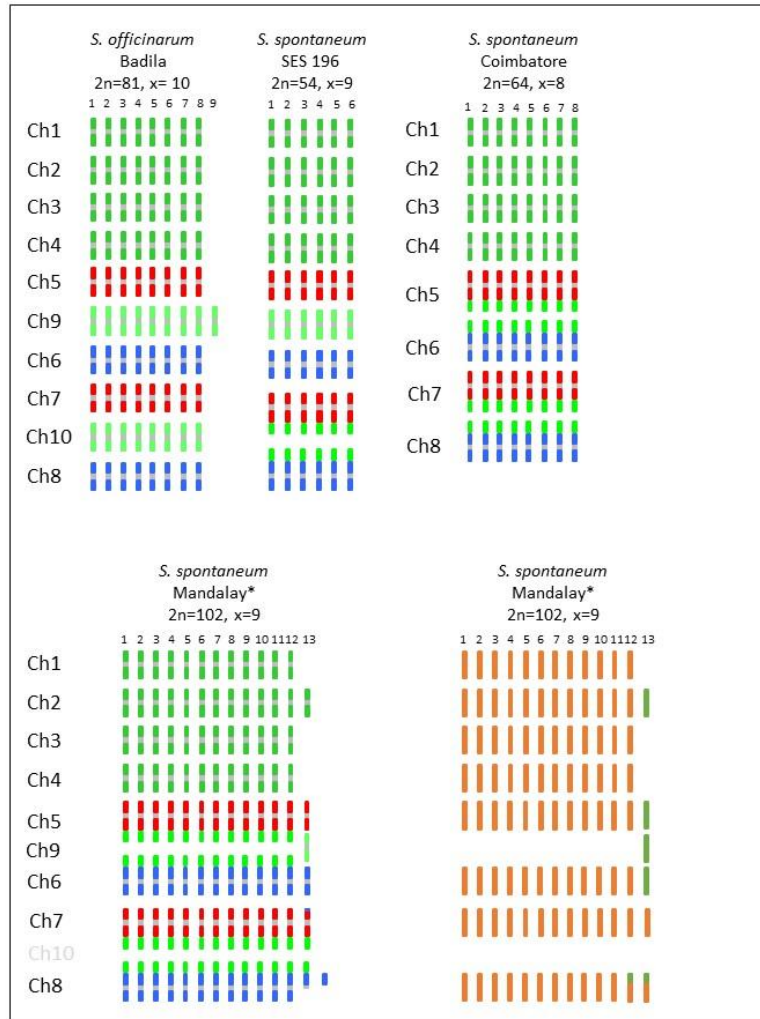 S. officinarum
Badila
2n=81, x= 10
1 2 3 4 5 6 7 8 9
S. spontaneum
SES 196
2n=54, x=9
1 2 3 4 5 6
S. spontaneum
Coimbatore
2n=64, x=8
1 2 3 4 5 6 7 8
Ch1
Ch2
Ch3
Ch4
Ch5
Ch9
Ch6
Ch7
Ch10
Ch8
Ch1
Ch2
Ch3
Ch4
Ch5
Ch6
Ch7
Ch8
S. spontaneum
Mandalay*
2n=102, x=9
1 2 3 4 5 6 7 8 9 10 11 12 13
S. spontaneum
Mandalay*
2n=102, x=9
1 2 3 4 5 6 7 8 9 10 11 12 13
Ch1
Ch2
Ch3
Ch4
Ch5
Ch9
Ch6
Ch7
Ch10
Ch8